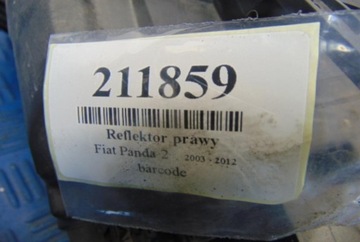 211859
Reflektor prawy
Fiat Panda 2 2003 - 2012
barcode